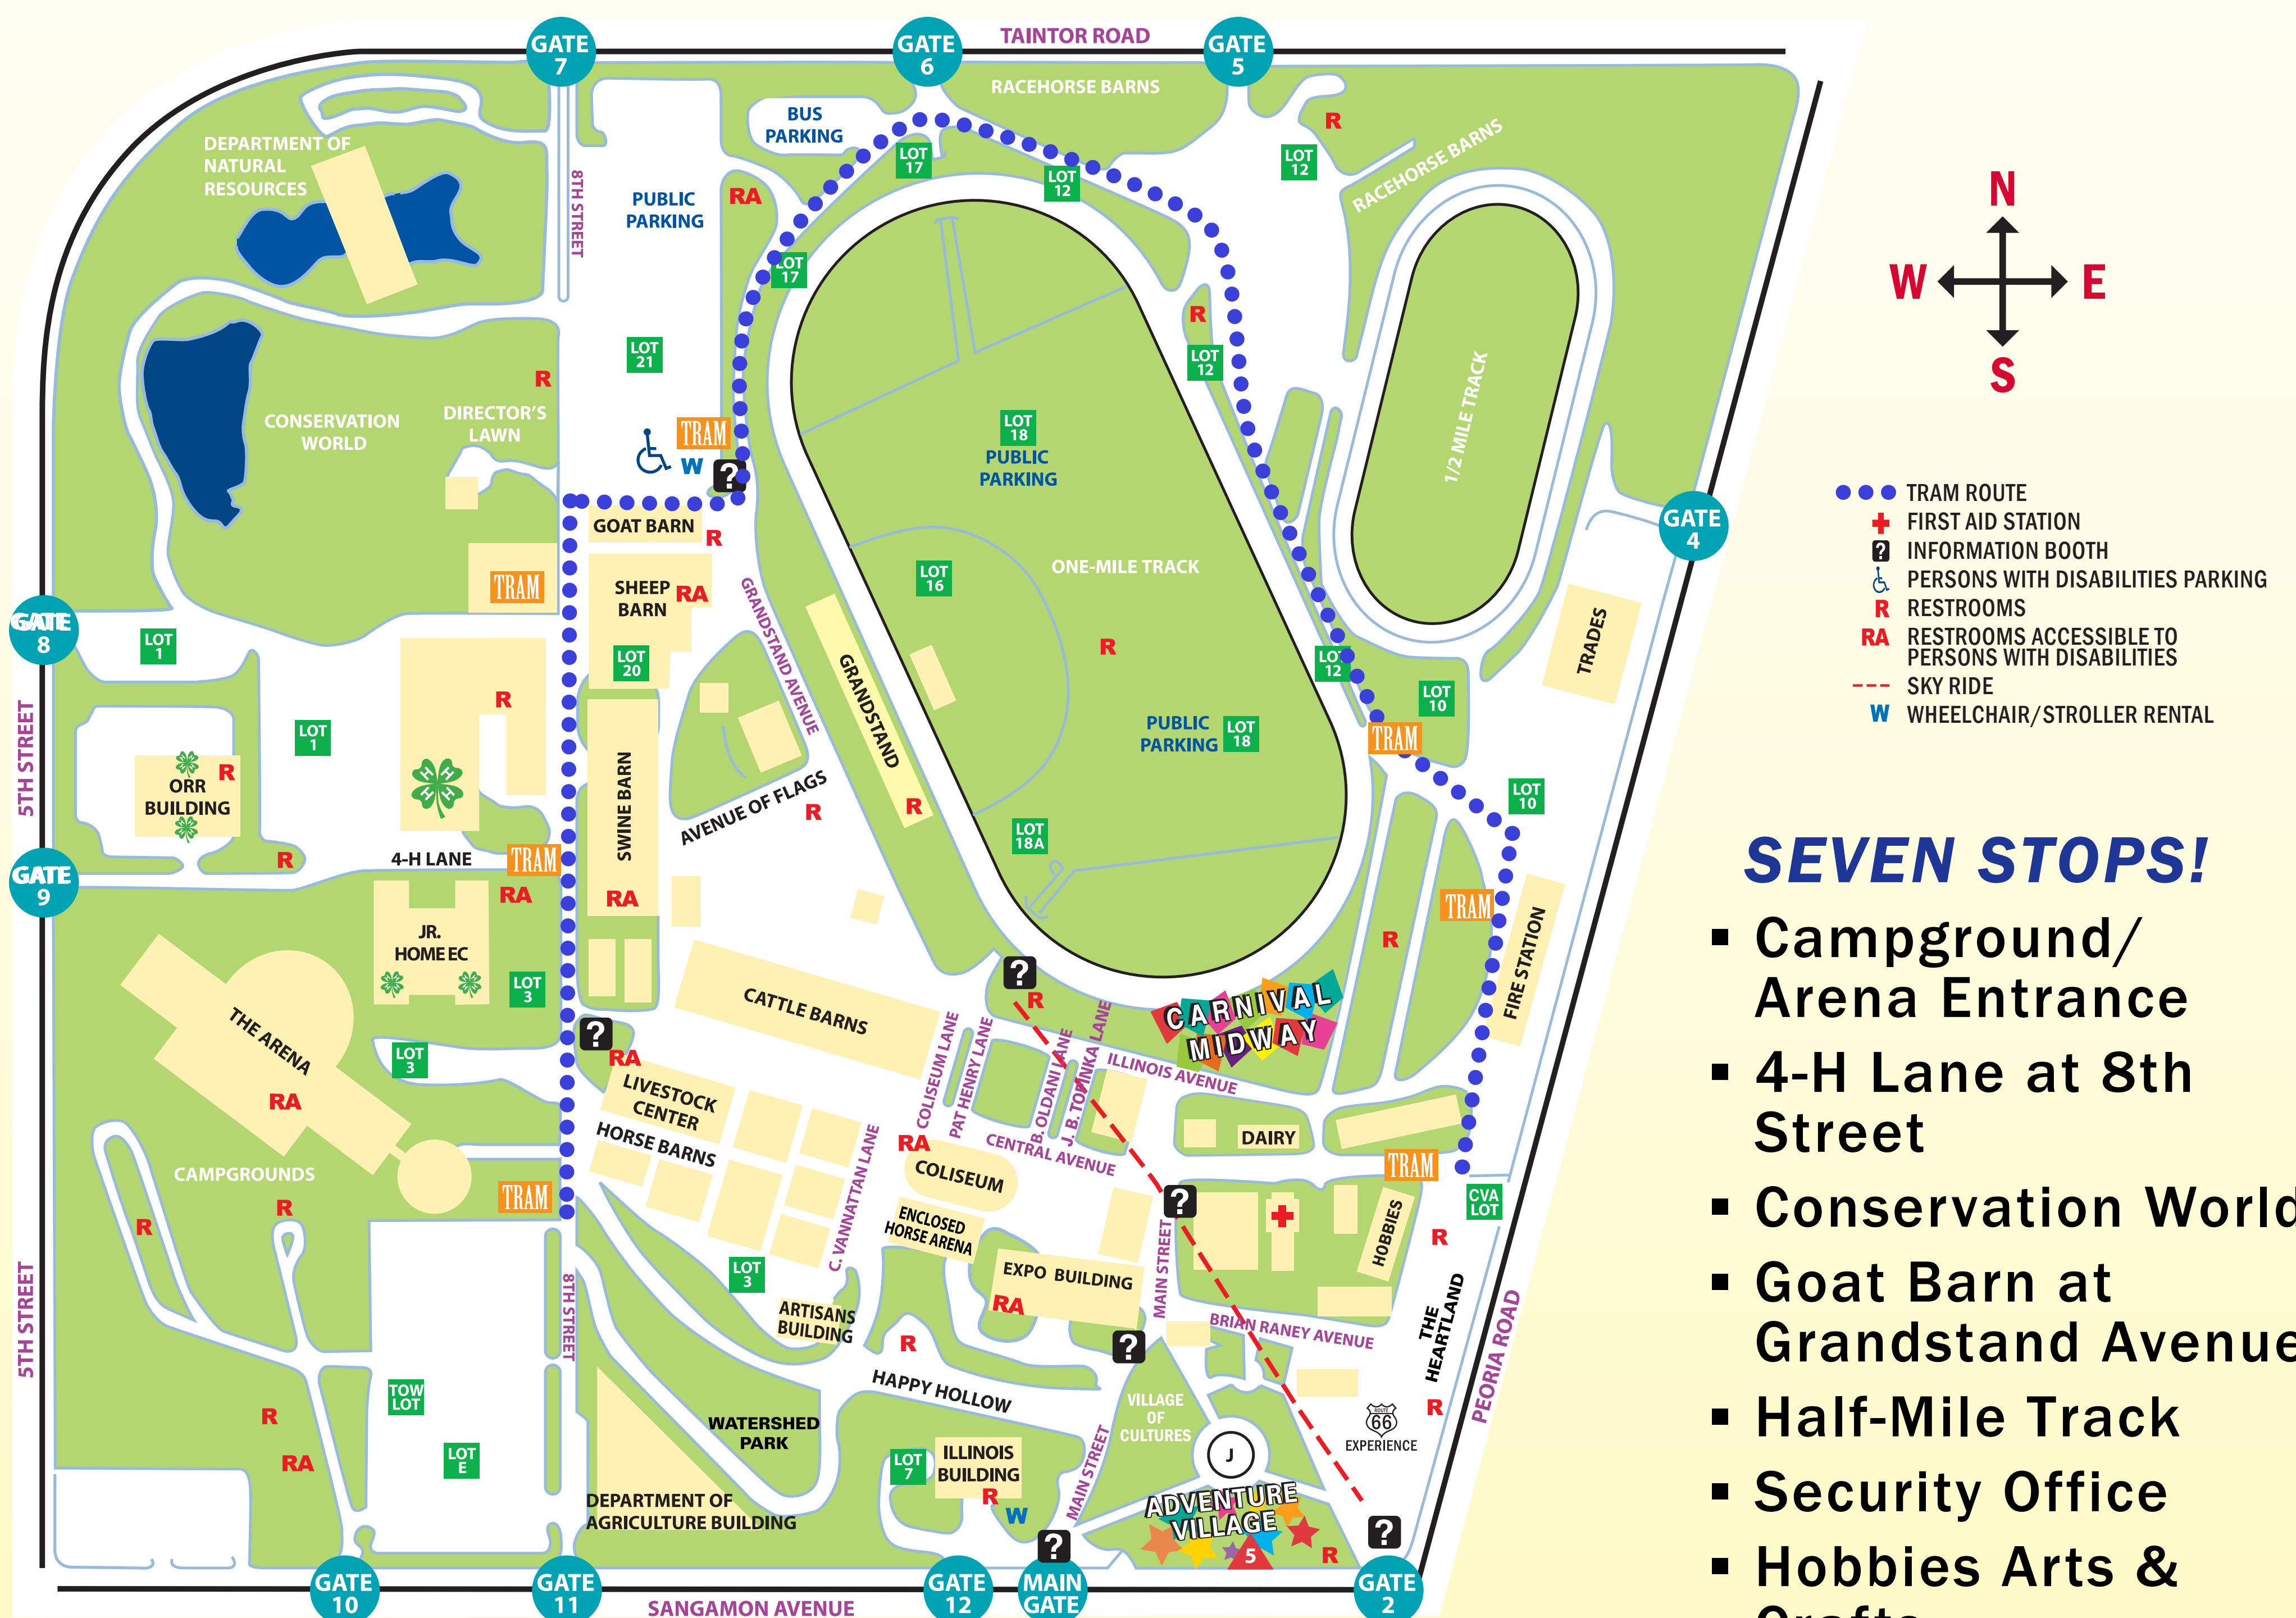 TAINTOR ROAD
GATE
7
GATE
6
GATE
5
RACEHORSE BARNS
BUS
PARKING
R
DEPARTMENT OF
NATURAL
RESOURCES
LOT
17
LOT
12
LOT
12
RACEHORSE BARNS
8TH STREET
PUBLIC
PARKING
RA
LOT
17
R
LOT
12
LOT
21
R
CONSERVATION
WORLD
DIRECTOR'S
LAWN
TRAM
W
?
LOT
18
PUBLIC
PARKING
1/2 MILE TRACK
GATE
4
GOAT BARN
R
TRAM
SHEEP
BARN
RA
LOT
20
GRANDSTAND AVENUE
LOT
16
ONE-MILE TRACK
R
GATE
8
LOT
1
TRADES
GRANDSTAND
LOT
12
LOT
10
R
LOT
1
PUBLIC
PARKING
LOT
18
TRAM
5TH STREET
ORR
BUILDING
R
H
H
H
H
SWINE BARN
AVENUE OF FLAGS
R
R
LOT
10
LOT
18A
R
4-H LANE
TRAM
GATE
9
RA
RA
TRAM
FIRE STATION
R
JR.
HOME EC
LOT
3
THE ARENA
CATTLE BARNS
?
R
CARNIVAL
MIDWAY
?
RA
LOT
3
LIVESTOCK
CENTER
COLISEUM LANE
PAT HENRY LANE
B. OLDANI LANE
J. B. TOPINKA LANE
ILLINOIS AVENUE
RA
HORSE BARNS
C. VANNATTAN LANE
RA
CENTRAL AVENUE
DAIRY
COLISEUM
TRAM
CAMPGROUNDS
TRAM
R
R
ENCLOSED
HORSE ARENA
?
CVA
LOT
HOBBIES
R
LOT
3
EXPO BUILDING
RA
MAIN STREET
5TH STREET
8TH STREET
ARTISANS
BUILDING
R
?
BRIAN RANEY AVENUE
THE
HEARTLAND
PEORIA ROAD
TOW
LOT
HAPPY HOLLOW
R
RA
WATERSHED
PARK
VILLAGE
OF
CULTURES
R
ROUTE
66
EXPERIENCE
LOT
E
LOT
7
ILLINOIS
BUILDING
R
W
MAIN STREET
J
DEPARTMENT OF
AGRICULTURE BUILDING
ADVENTURE
VILLAGE
5
R
?
?
GATE
10
GATE
11
GATE
12
MAIN
GATE
GATE
2
SANGAMON AVENUE
N
W
E
S
TRAM ROUTE
FIRST AID STATION
? INFORMATION BOOTH
PERSONS WITH DISABILITIES PARKING
R RESTROOMS
RA RESTROOMS ACCESSIBLE TO
PERSONS WITH DISABILITIES
SKY RIDE
W WHEELCHAIR/STROLLER RENTAL
SEVEN STOPS!
▪ Campground/
Arena Entrance
▪ 4-H Lane at 8th
Street
▪ Conservation World
▪ Goat Barn at
Grandstand Avenue
▪ Half-Mile Track
▪ Security Office
▪ Hobbies Arts &
Crafts